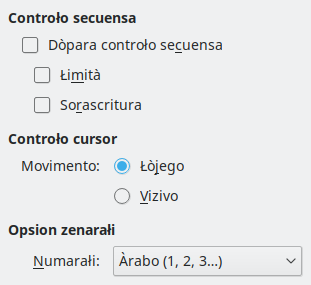 Controło secuensa
Dòpara controło secuensa
Łimità
Sorascritura
Controło cursor
Movimento: Łòjego
Vizivo
Opsion zenarałi
Numarałi: Àrabo (1, 2, 3...)